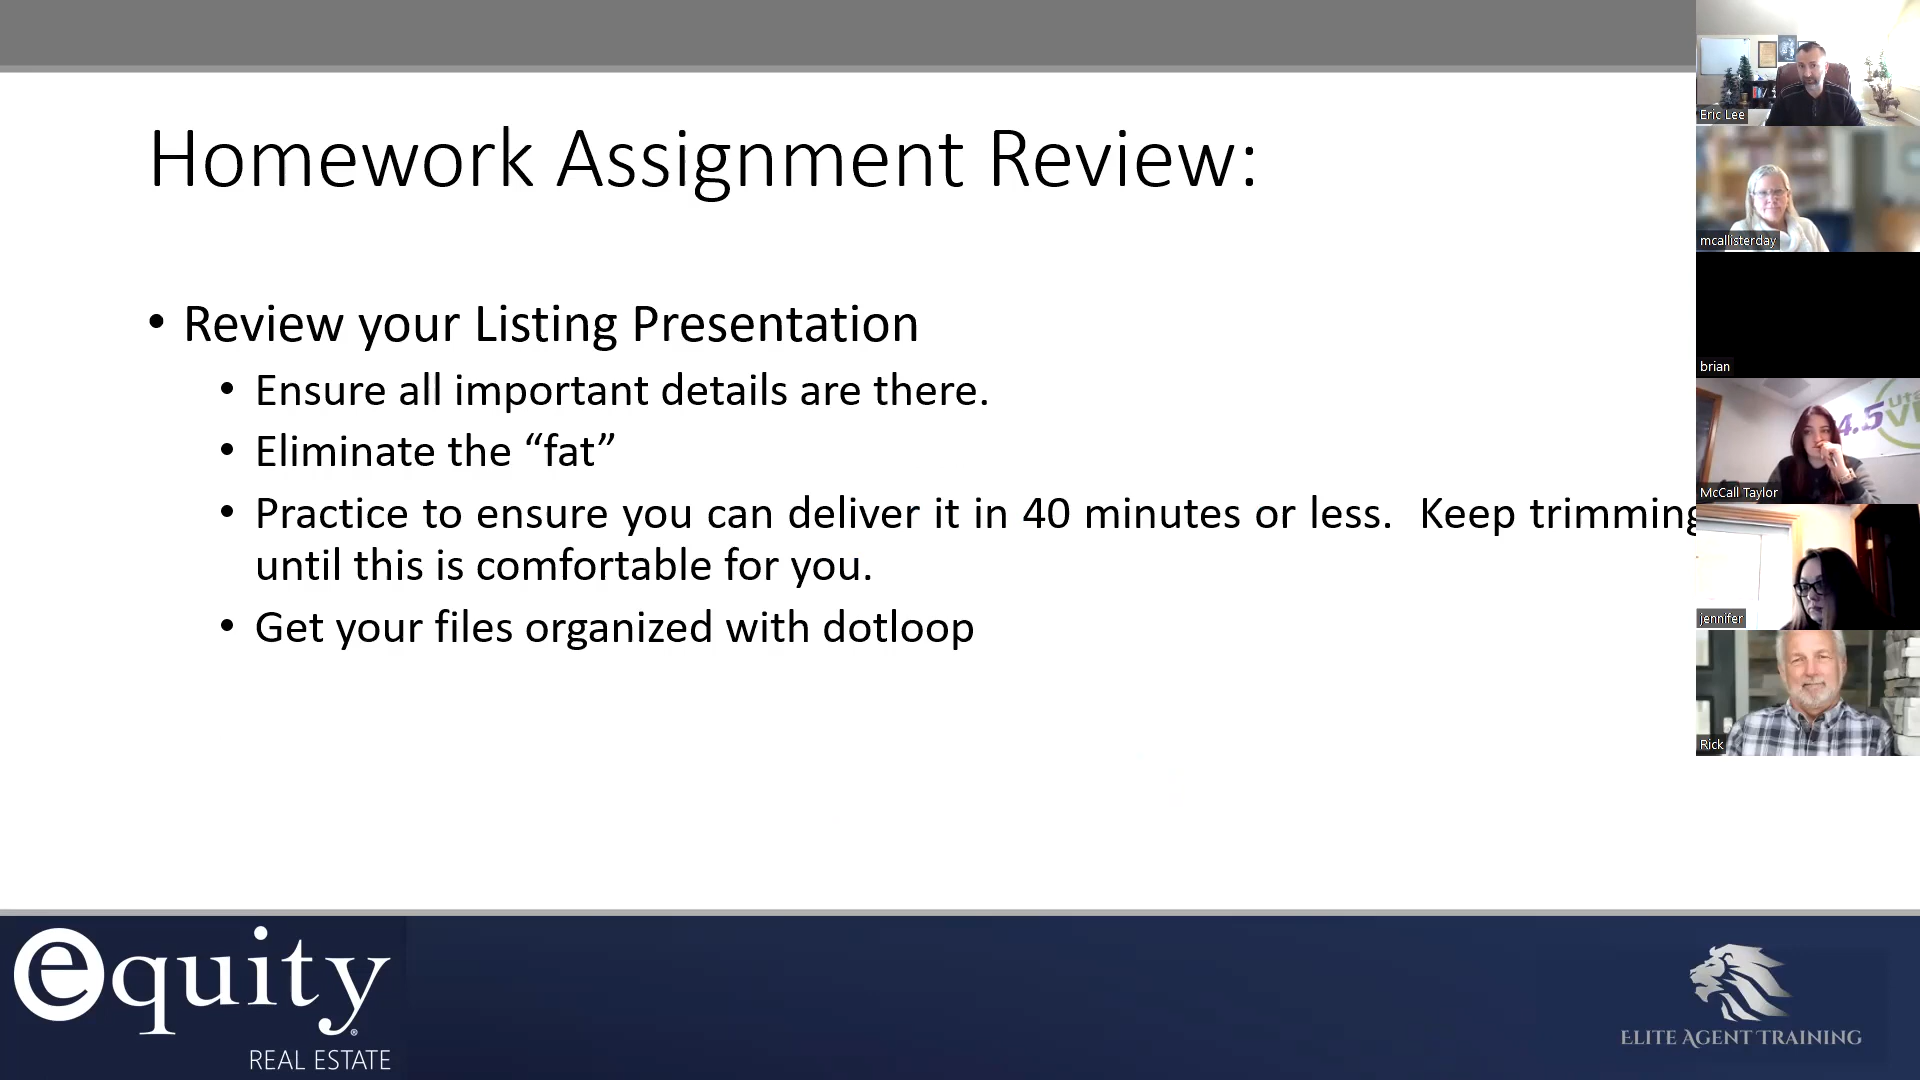 Homework Assignment Review:
• Review your Listing Presentation
• Ensure all important details are there.
• Eliminate the “fat”
• Practice to ensure you can deliver it in 40 minutes or less. Keep trimming
until this is comfortable for you.
• Get your files organized with dotloop
Eric Lee
mcallisterday
brian
4.5
McCall Taylor
jennifer
Rick
equity®
REAL ESTATE
ELITE AGENT TRAINING